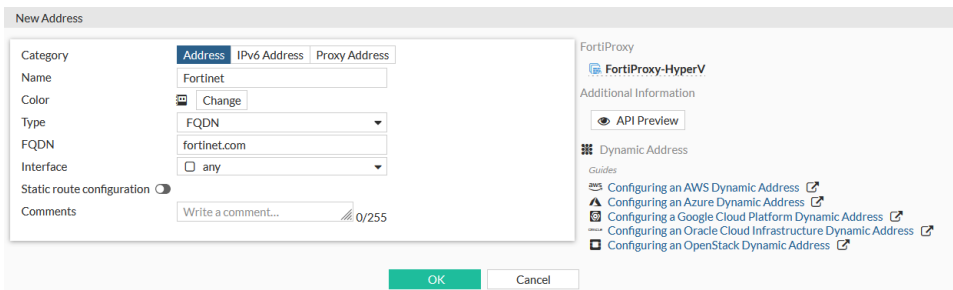 New Address
Category Address IPv6 Address Proxy Address
Name Fortinet
Color Change
Type FQDN
FQDN fortinet.com
Interface any
Static route configuration
Comments Write a comment... 0/255
FortiProxy
FortiProxy-HyperV
Additional Information
API Preview
Dynamic Address
Guides
aws Configuring an AWS Dynamic Address
Configuring an Azure Dynamic Address
Configuring a Google Cloud Platform Dynamic Address
Configuring an Oracle Cloud Infrastructure Dynamic Address
Configuring an OpenStack Dynamic Address
OK Cancel